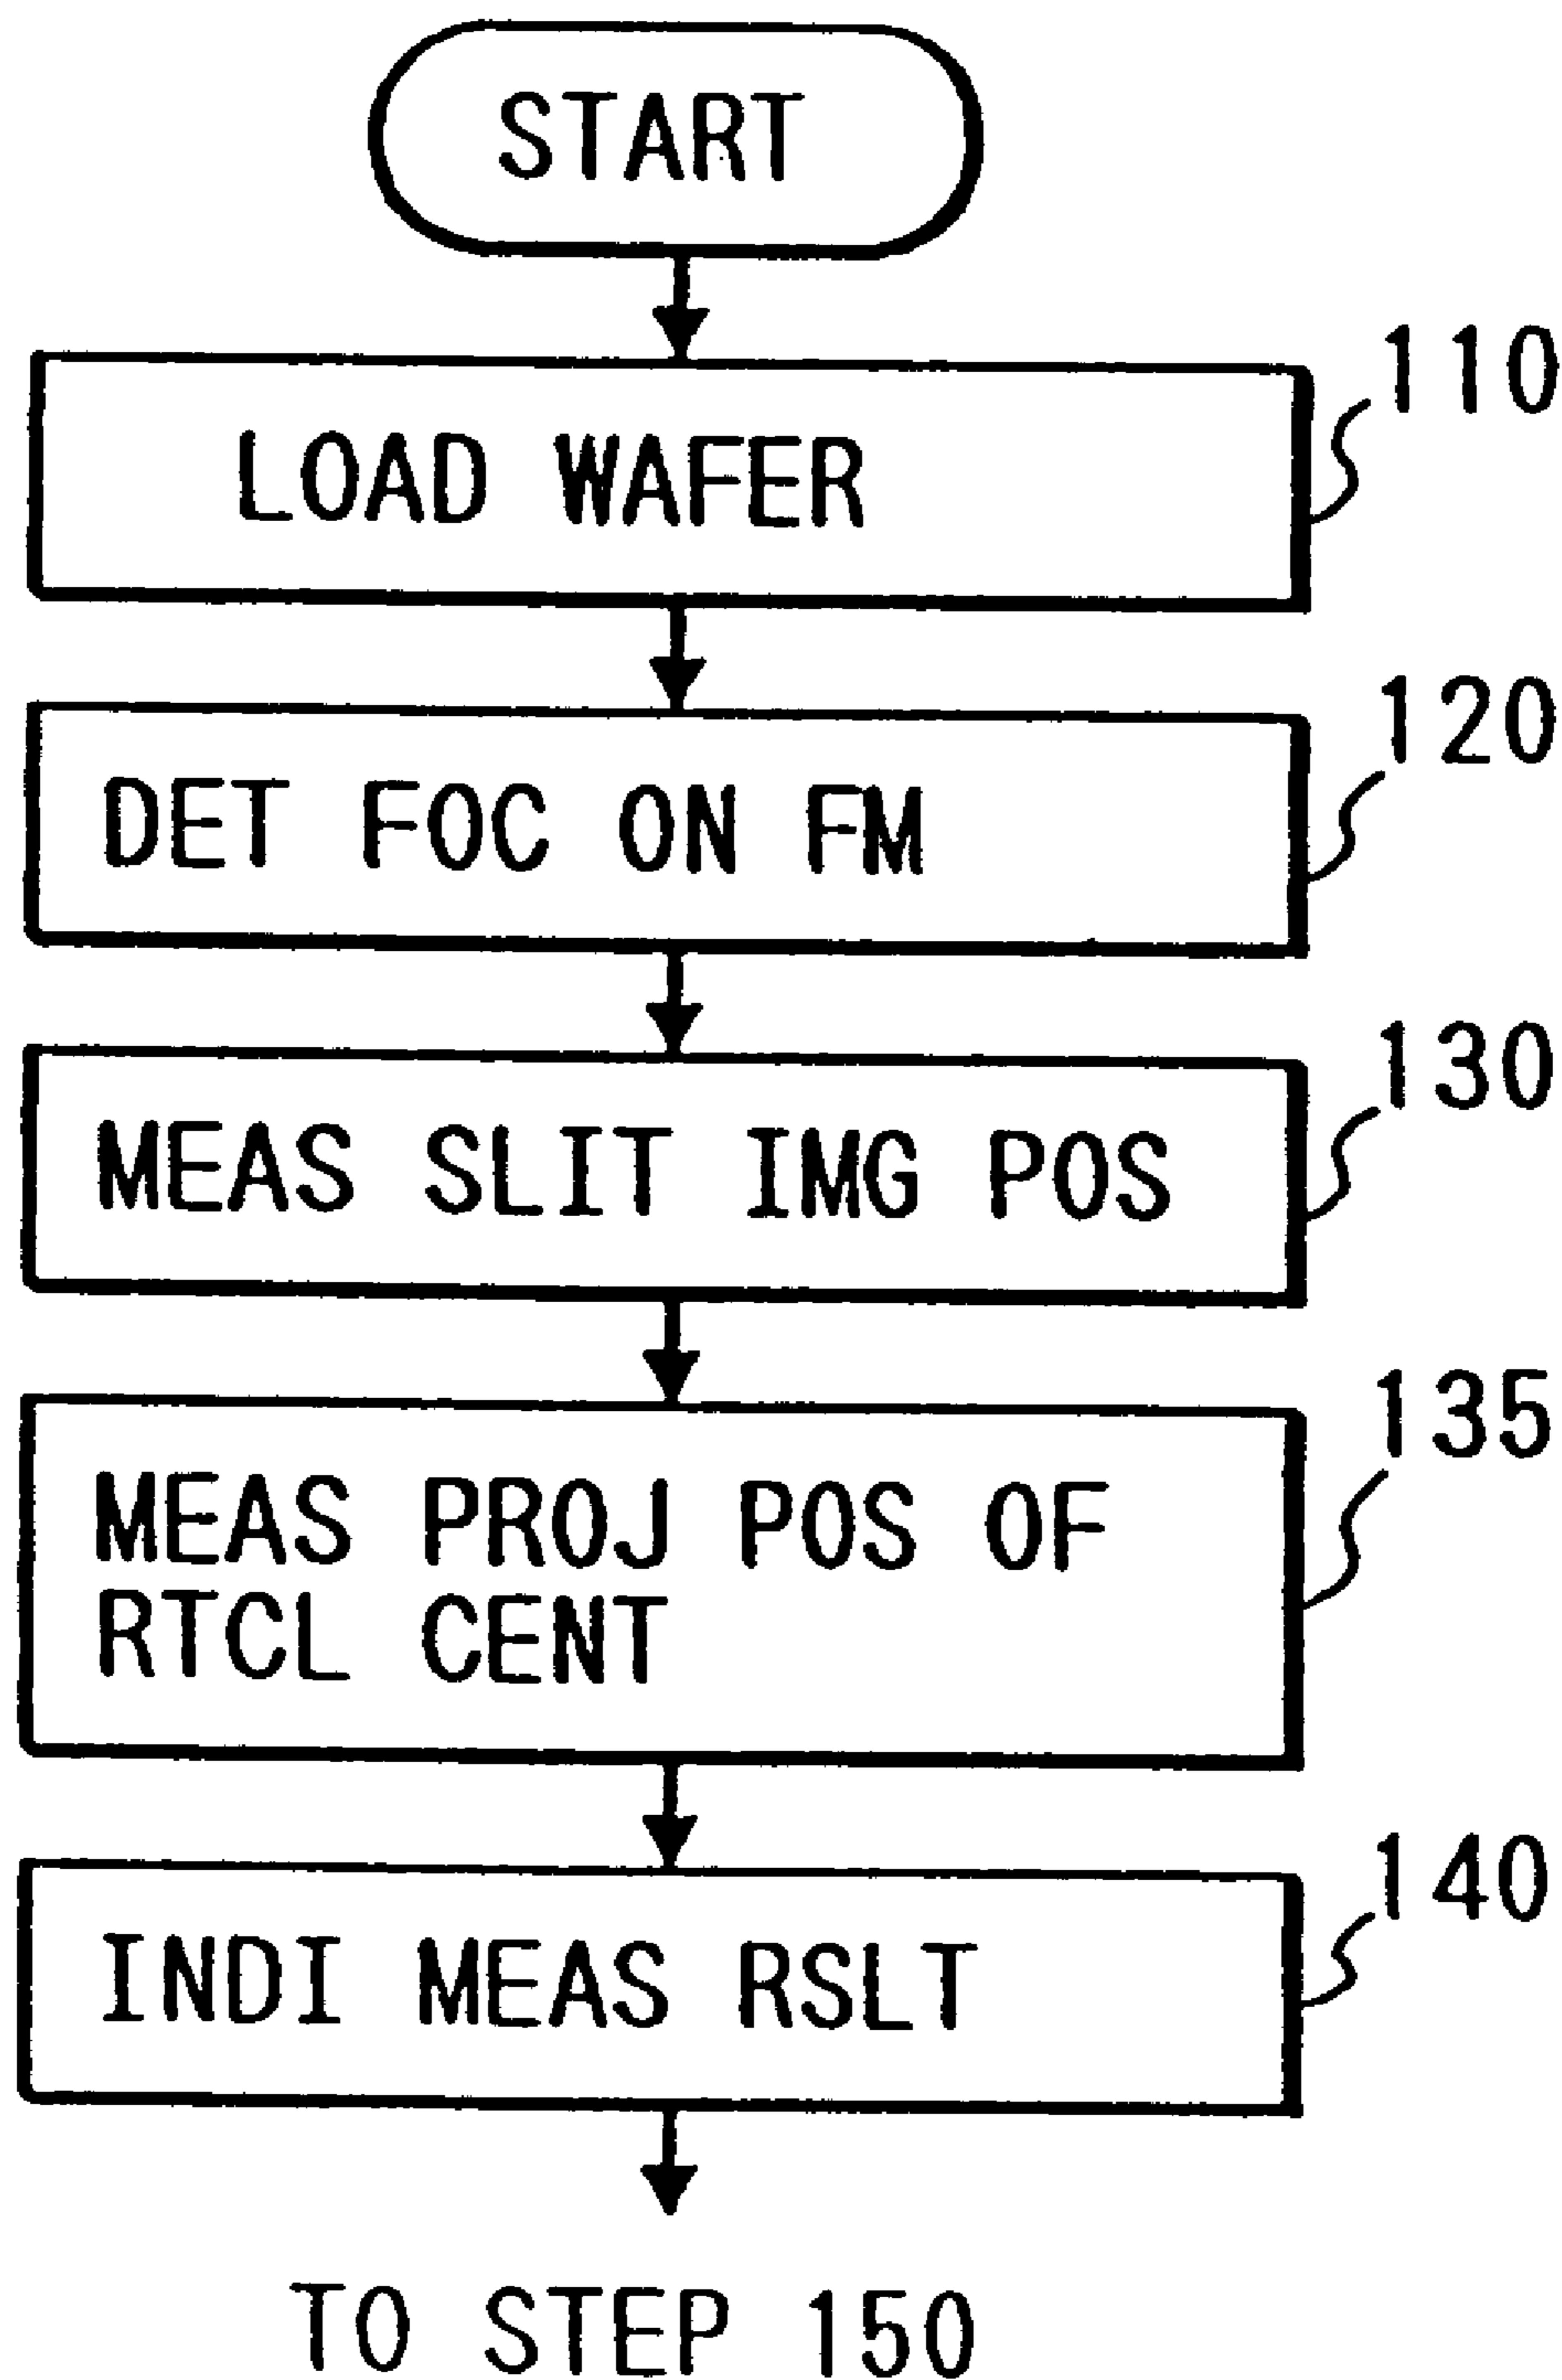 START
110
LOAD WAFER
120
DET FOC ON FM
130
MEAS SLIT IMG POS
135
MEAS PROJ POS OF
RTCL CENT
140
INDI MEAS RSLT
TO STEP 150